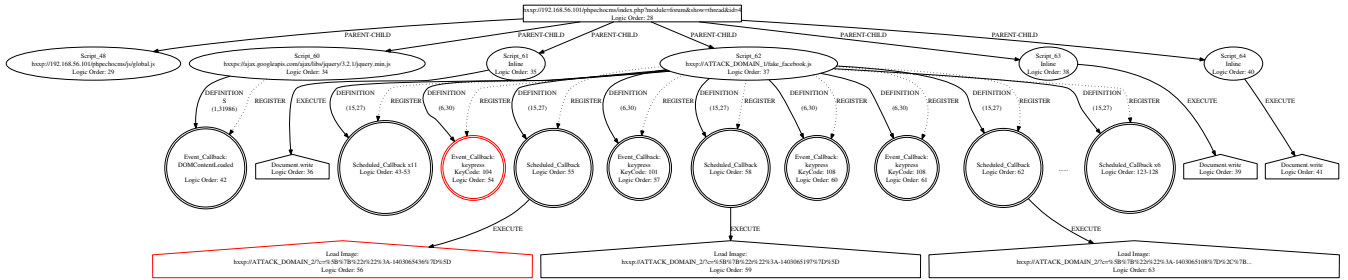 hxxp://192.168.56.101/phpechocms/index.php?module=forum&show=thread&id=4
Logic Order: 28
PARENT-CHILD
PARENT-CHILD
PARENT-CHILD
PARENT-CHILD
PARENT-CHILD
PARENT-CHILD
Script_48
hxxp://192.168.56.101/phpechocms/js/global.js
Logic Order: 29
Script_60
hxxps://ajax.googleapis.com/ajax/libs/jquery/3.2.1/jquery.min.js
Logic Order: 34
Script_61
Inline
Logic Order: 35
Script_62
hxxp://ATTACK_DOMAIN_1/fake_facebook.js
Logic Order: 37
Script_63
Inline
Logic Order: 38
Script_64
Inline
Logic Order: 40
DEFINITION
S
(1,31986)
REGISTER
EXECUTE
DEFINITION
(15,27)
REGISTER
DEFINITION
(6,30)
REGISTER
DEFINITION
(15,27)
REGISTER
DEFINITION
(6,30)
REGISTER
DEFINITION
(15,27)
REGISTER
DEFINITION
(6,30)
REGISTER
DEFINITION
(6,30)
REGISTER
DEFINITION
(15,27)
REGISTER
DEFINITION
(15,27)
REGISTER
EXECUTE
EXECUTE
Event_Callback:
DOMContentLoaded
Logic Order: 42
Document.write
Logic Order: 36
Scheduled_Callback x11
Logic Order: 43-53
Event_Callback:
keypress
KeyCode: 104
Logic Order: 54
Scheduled_Callback
Logic Order: 55
Event_Callback:
keypress
KeyCode: 101
Logic Order: 57
Scheduled_Callback
Logic Order: 58
Event_Callback:
keypress
KeyCode: 108
Logic Order: 60
Event_Callback:
keypress
KeyCode: 108
Logic Order: 61
Scheduled_Callback
Logic Order: 62
.....
Scheduled_Callback x6
Logic Order: 123-128
Document.write
Logic Order: 39
Document.write
Logic Order: 41
EXECUTE
EXECUTE
EXECUTE
Load Image:
hxxp://ATTACK_DOMAIN_2/?c=%5B%7B%22t%22%3A-1403065436%7D%5D
Logic Order: 56
Load Image:
hxxp://ATTACK_DOMAIN_2/?c=%5B%7B%22t%22%3A-1403065197%7D%5D
Logic Order: 59
Load Image:
hxxp://ATTACK_DOMAIN_2/?c=%5B%7B%22t%22%3A-1403065108%7D%2C%7B...
Logic Order: 63